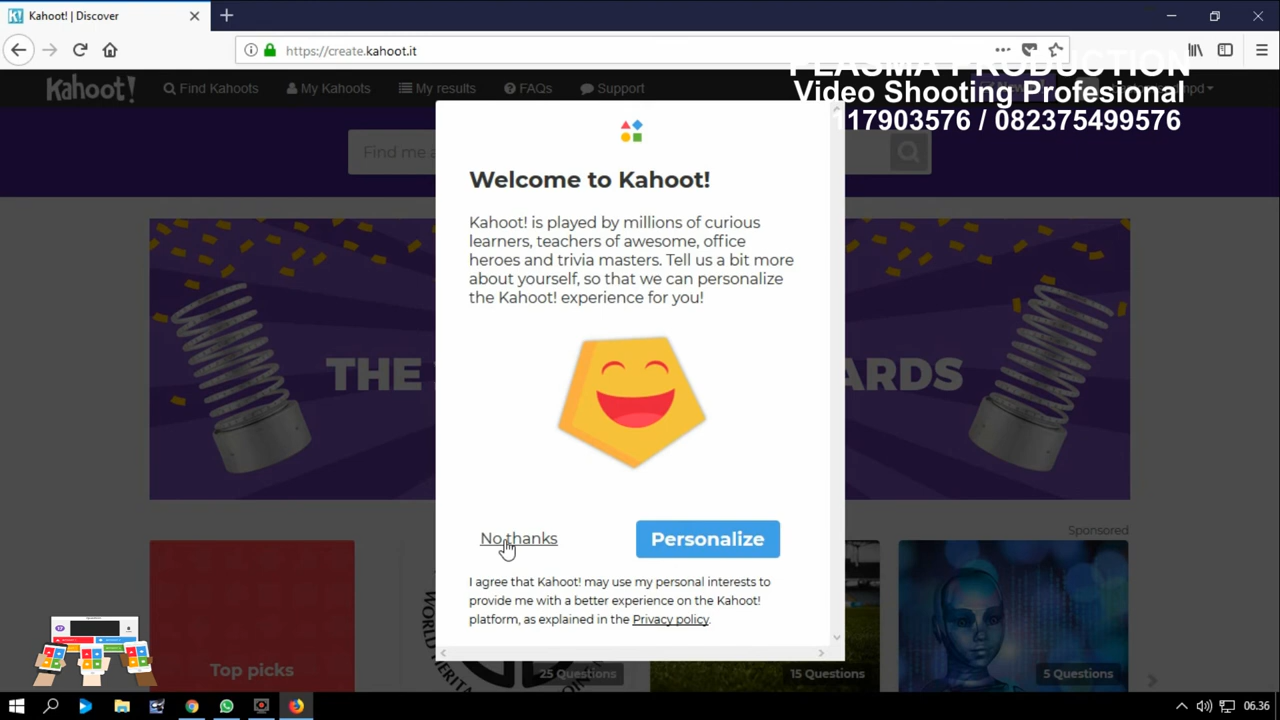 Kahoot! | Discover
https://create.kahoot.it
PLASMA PRODUCTION
Video Shooting Profesional
117903576 / 082375499576
Kahoot!
Find Kahoots
My Kahoots
My results
FAQs
Support
Find me a
Welcome to Kahoot!
Kahoot! is played by millions of curious
learners, teachers of awesome, office
heroes and trivia masters. Tell us a bit more
about yourself, so that we can personalize
the Kahoot! experience for you!
THE
ARDS
No thanks
Personalize
Sponsored
I agree that Kahoot! may use my personal interests to
provide me with a better experience on the Kahoot!
platform, as explained in the Privacy policy.
Top picks
25 Questions
15 Questions
5 Questions
06.36